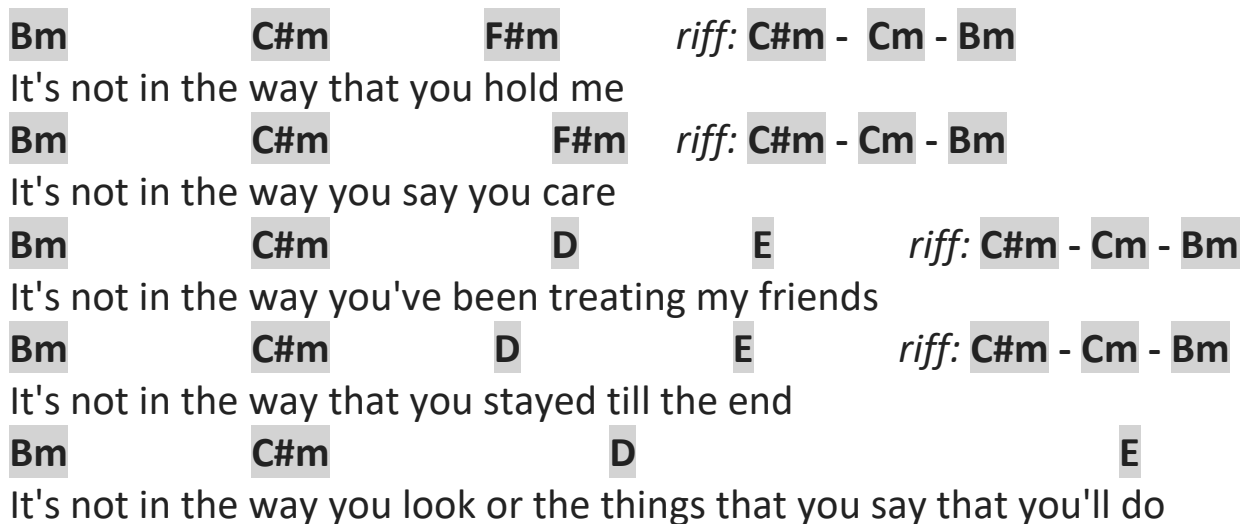 Bm C#m F#m riff: C#m - Cm - Bm
It's not in the way that you hold me
Bm C#m F#m riff: C#m - Cm - Bm
It's not in the way you say you care
Bm C#m D E riff: C#m - Cm - Bm
It's not in the way you've been treating my friends
Bm C#m D E riff: C#m - Cm - Bm
It's not in the way that you stayed till the end
Bm C#m D E
It's not in the way you look or the things that you say that you'll do